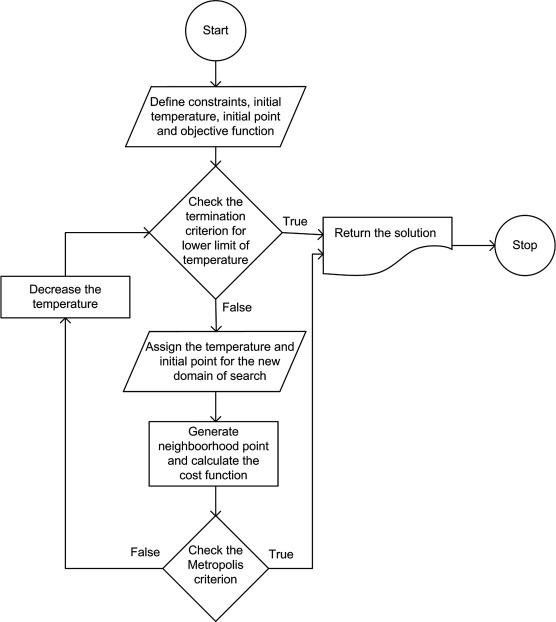 Start
Define constraints, initial
temperature, initial point
and objective function
Check the
termination
criterion for
lower limit of
temperature
True
Return the solution
Stop
Decrease the
temperature
False
Assign the temperature and
initial point for the new
domain of search
Generate
neighboorhood point
and calculate the
cost function
False
Check the
Metropolis
criterion
True